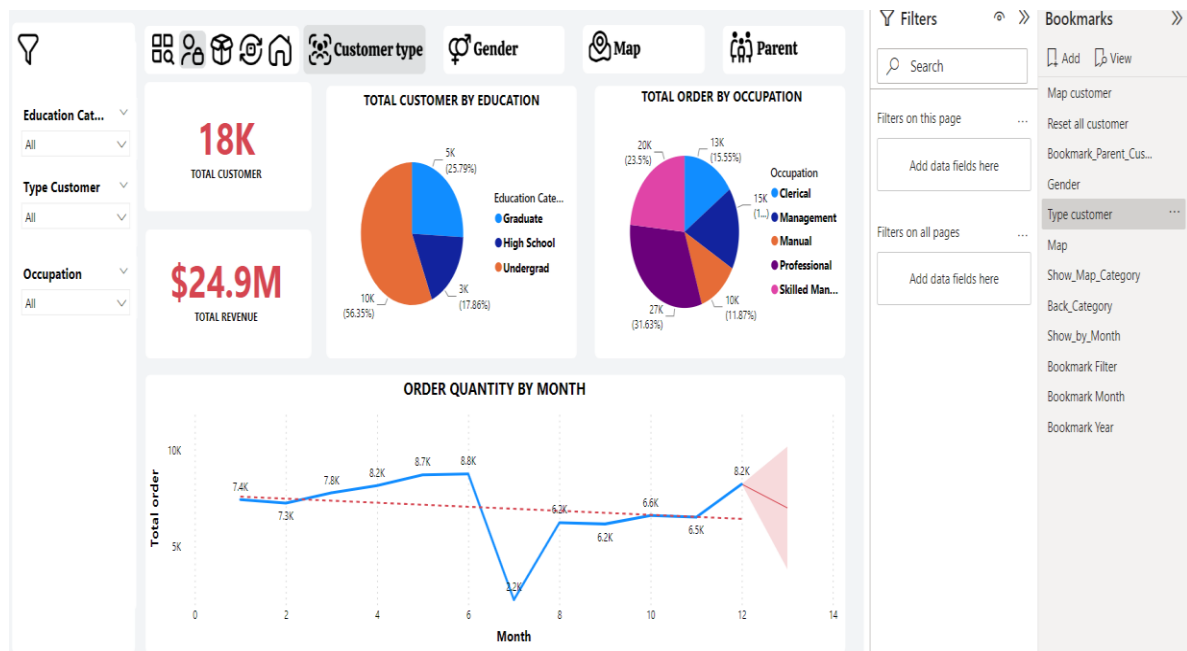 Customer type
Gender
Map
Parent
Education Cat...
All
Type Customer
All
Occupation
All
18K
TOTAL CUSTOMER
$24.9M
TOTAL REVENUE
TOTAL CUSTOMER BY EDUCATION
5K
(25.79%)
3K
(17.86%)
10K
(56.35%)
Education Cate...
Graduate
High School
Undergrad
TOTAL ORDER BY OCCUPATION
20K
(23.5%)
13K
(15.55%)
15K
(1...)
10K
(11.87%)
27K
(31.63%)
Occupation
Clerical
Management
Manual
Professional
Skilled Man...
ORDER QUANTITY BY MONTH
Total order
10K
5K
7.4K
7.3K
7.8K
8.2K
8.7K
8.8K
2.2K
6.2K
6.6K
6.5K
8.2K
0
2
4
6
8
10
12
14
Month
Filters
Search
Filters on this page
...
Add data fields here
Filters on all pages
...
Add data fields here
Bookmarks
Add
View
Map customer
Reset all customer
Bookmark_Parent_Cus...
Gender
Type customer
...
Map
Show_Map_Category
Back_Category
Show_by_Month
Bookmark Filter
Bookmark Month
Bookmark Year